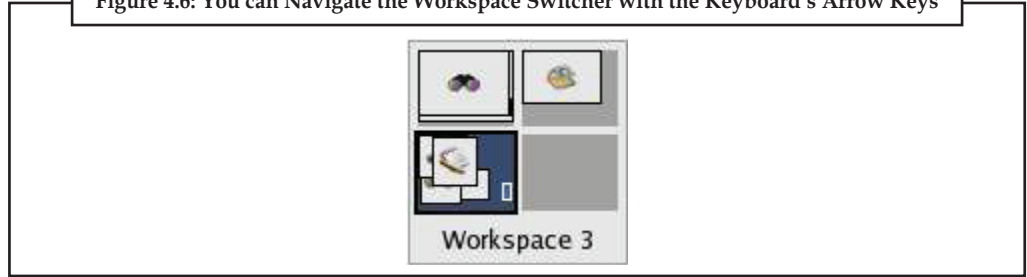 Figure 4.6: You can Navigate the Workspace Switcher with the Keyboard's Arrow Keys
Workspace 3